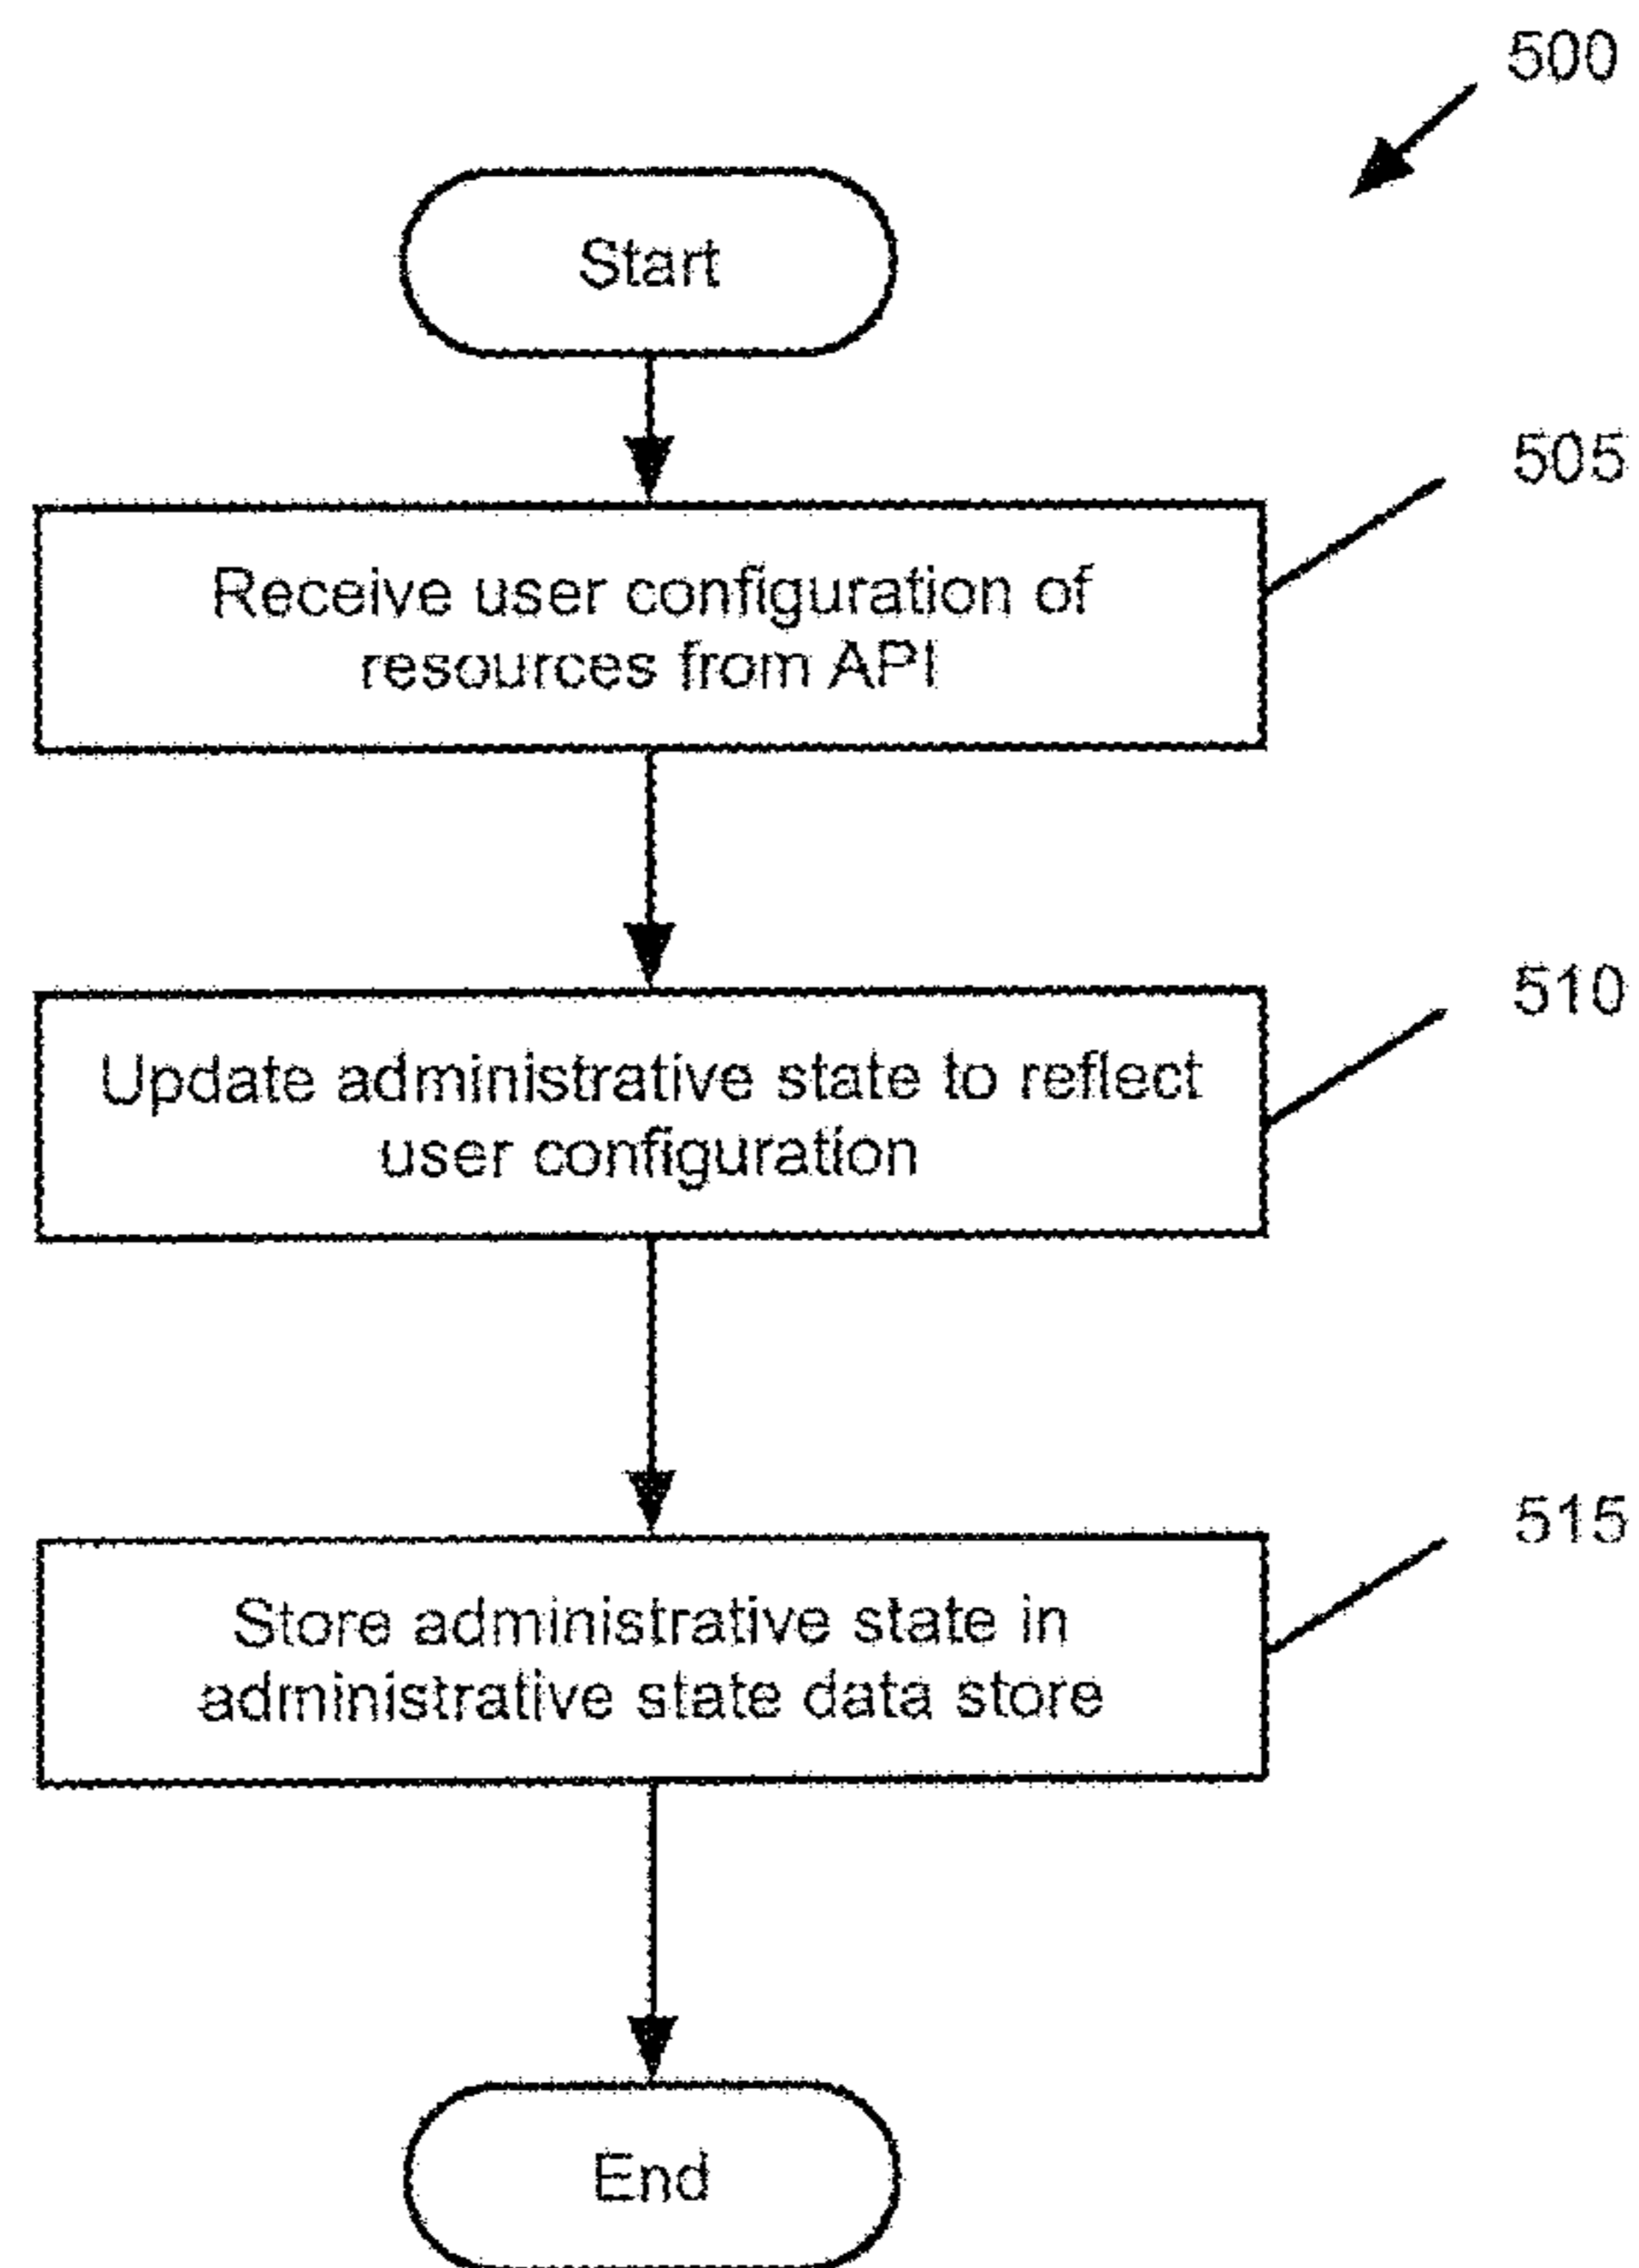 500
Start
505
Receive user configuration of
resources from API
510
Update administrative state to reflect
user configuration
515
Store administrative state in
administrative state data store
End